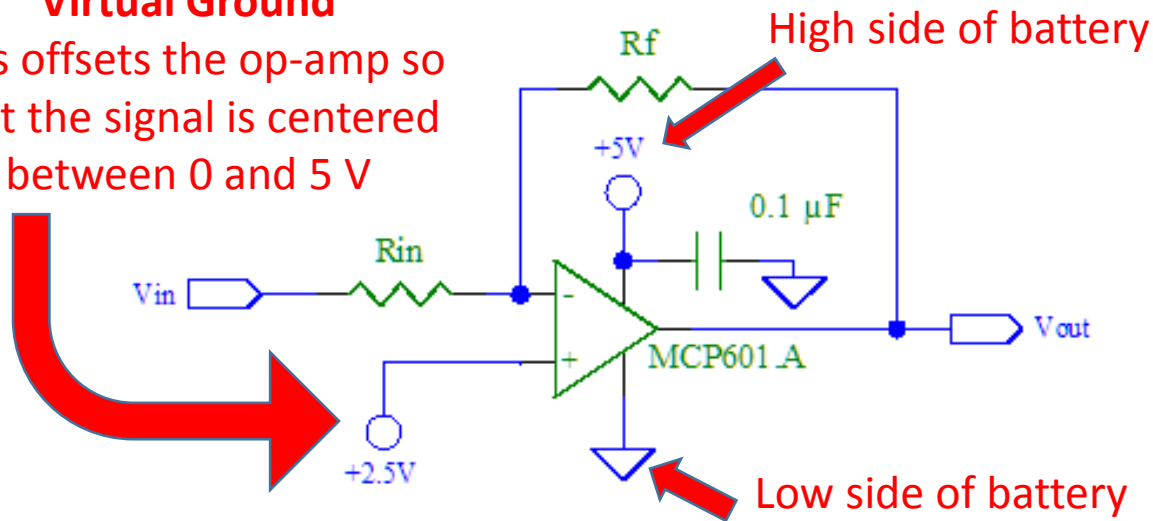 Virtual Ground
offsets the op-amp so
the signal is centered
between 0 and 5 V
High side of battery
Rf
+5V
0.1 µF
Rin
Vin
-
+
MCP601.A
Vout
+2.5V
Low side of battery